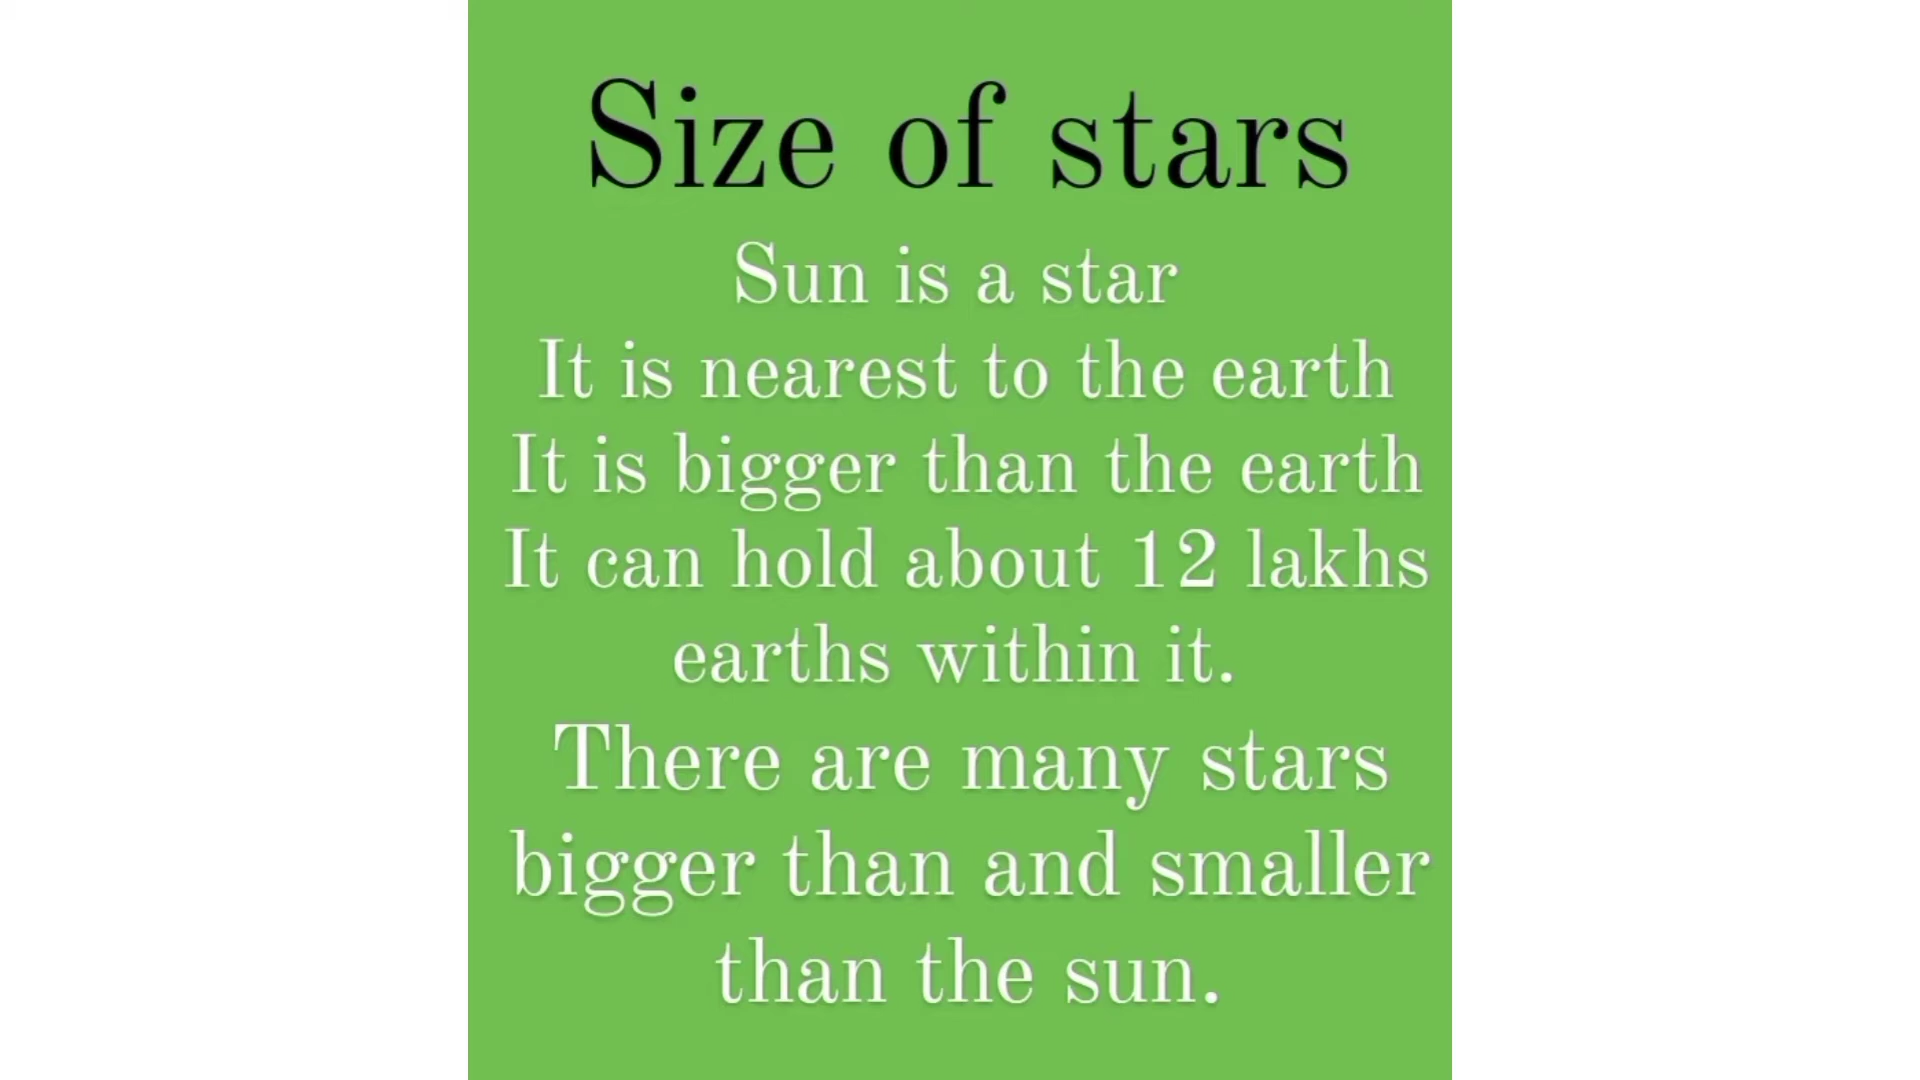 Size of stars
Sun is a star
It is nearest to the earth
It is bigger than the earth
It can hold about 12 lakhs
earths within it.
There are many stars
bigger than and smaller
than the sun.